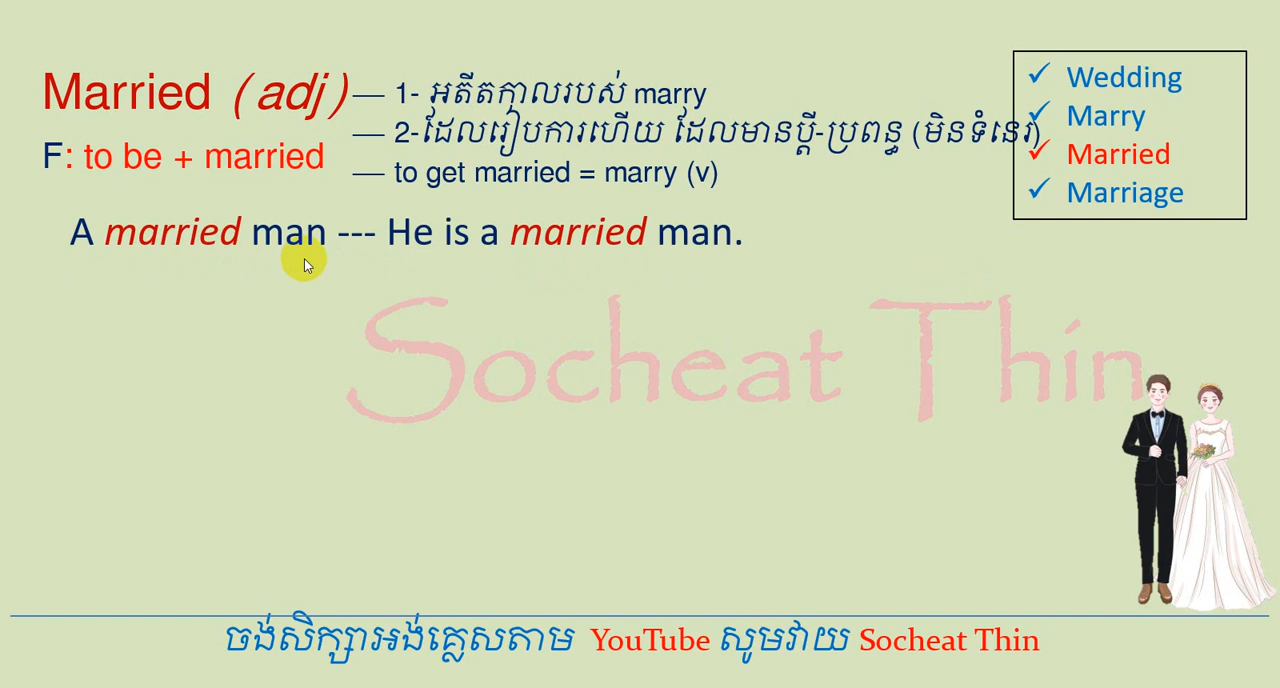 Married (adj)
— 1- អតីតកាលរបស់ marry
— 2-ដែលរៀបការហើយ ដែលមានប្ដី-ប្រពន្ធ (មិនទំនេរ)
F: to be + married
— to get married = marry (v)
A married man --- He is a married man.
✓ Wedding
✓ Marry
✓ Married
✓ Marriage
Socheat Thin
ចង់សិក្សាអង់គ្លេសតាម YouTube សូមវាយ Socheat Thin